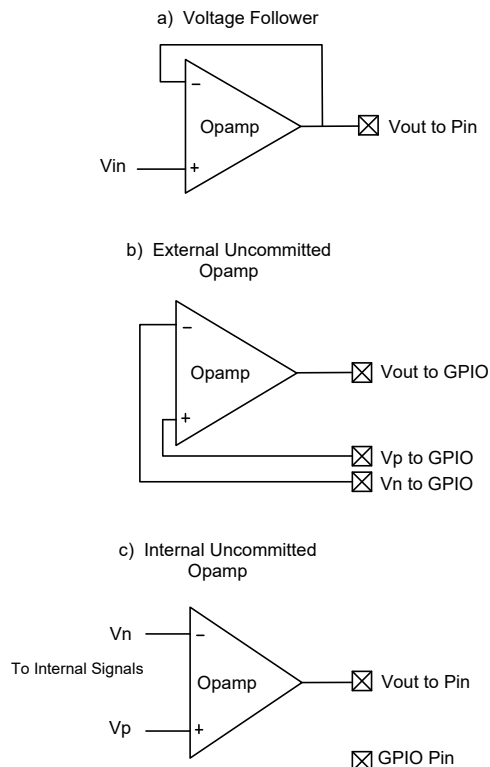 a) Voltage Follower
−
Opamp
Vout to Pin
Vin
+
b) External Uncommitted
Opamp
−
Opamp
Vout to GPIO
+
Vp to GPIO
Vn to GPIO
c) Internal Uncommitted
Opamp
Vn
−
To Internal Signals
Opamp
Vout to Pin
Vp
+
GPIO Pin